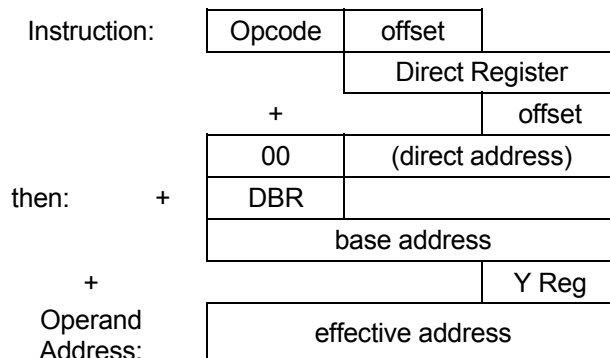 Instruction: Opcode offset
Direct Register
+ offset
00 (direct address)
then: + DBR
base address
+ Y Reg
Operand
Address: effective address